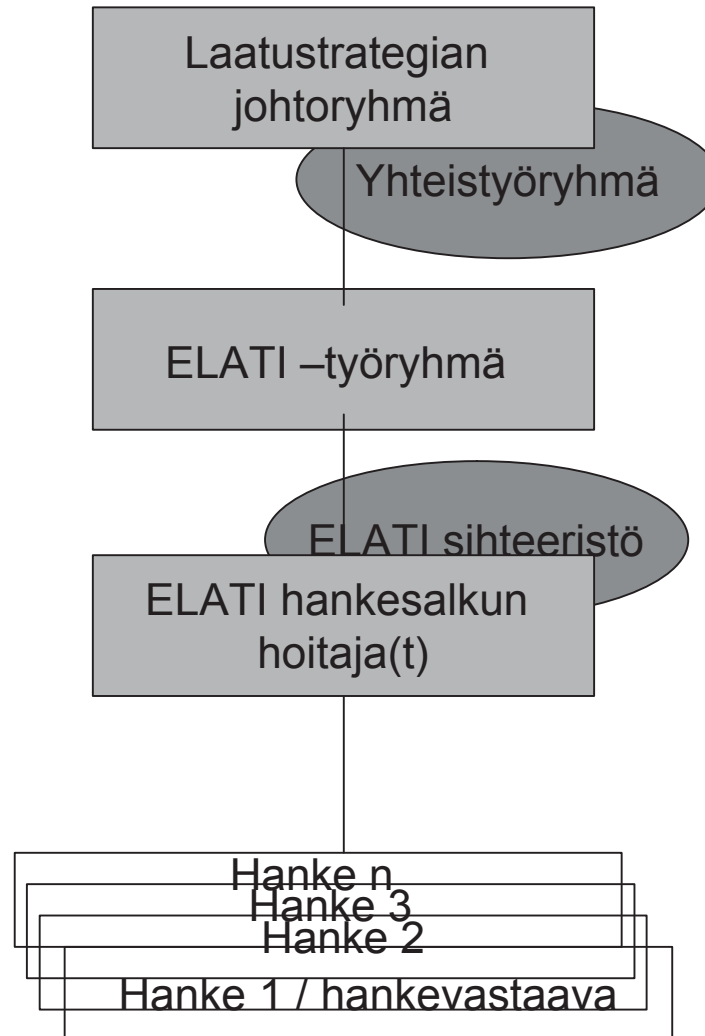 Laatustrategian
johtoryhmä
Yhteistyöryhmä
ELATI –työryhmä
ELATI sihteeristö
ELATI hankesalkun
hoitaja(t)
Hanke n
Hanke 3
Hanke 2
Hanke 1 / hankevastaava